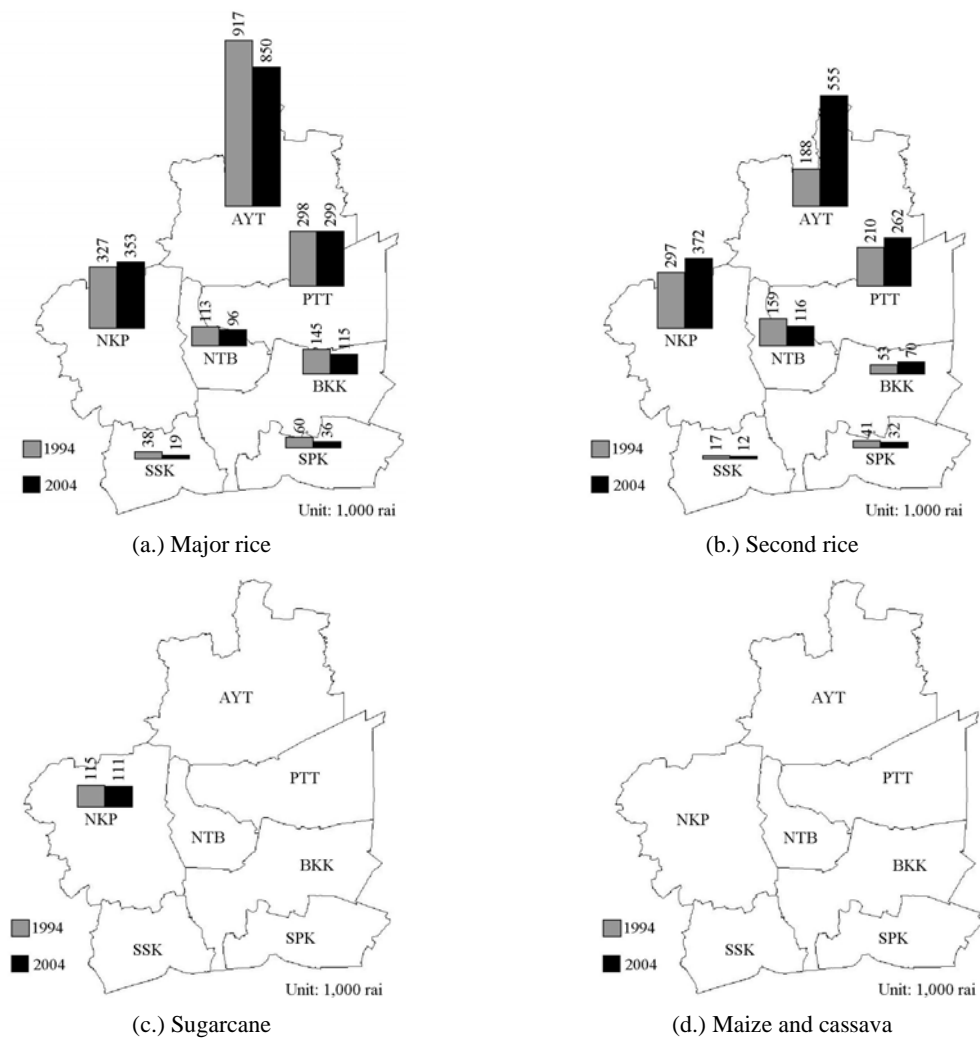 917
850
AYT
298
299
PTT
327
353
NKP
113
96
NTB
145
115
BKK
38
19
SSK
60
36
SPK
1994
2004
Unit: 1,000 rai
(a.) Major rice
188
555
AYT
210
262
PTT
297
372
NKP
159
116
NTB
53
70
BKK
17
12
SSK
41
32
SPK
1994
2004
Unit: 1,000 rai
(b.) Second rice
AYT
PTT
115
111
NKP
NTB
BKK
SSK
SPK
1994
2004
Unit: 1,000 rai
(c.) Sugarcane
AYT
PTT
NKP
NTB
BKK
SSK
SPK
1994
2004
Unit: 1,000 rai
(d.) Maize and cassava